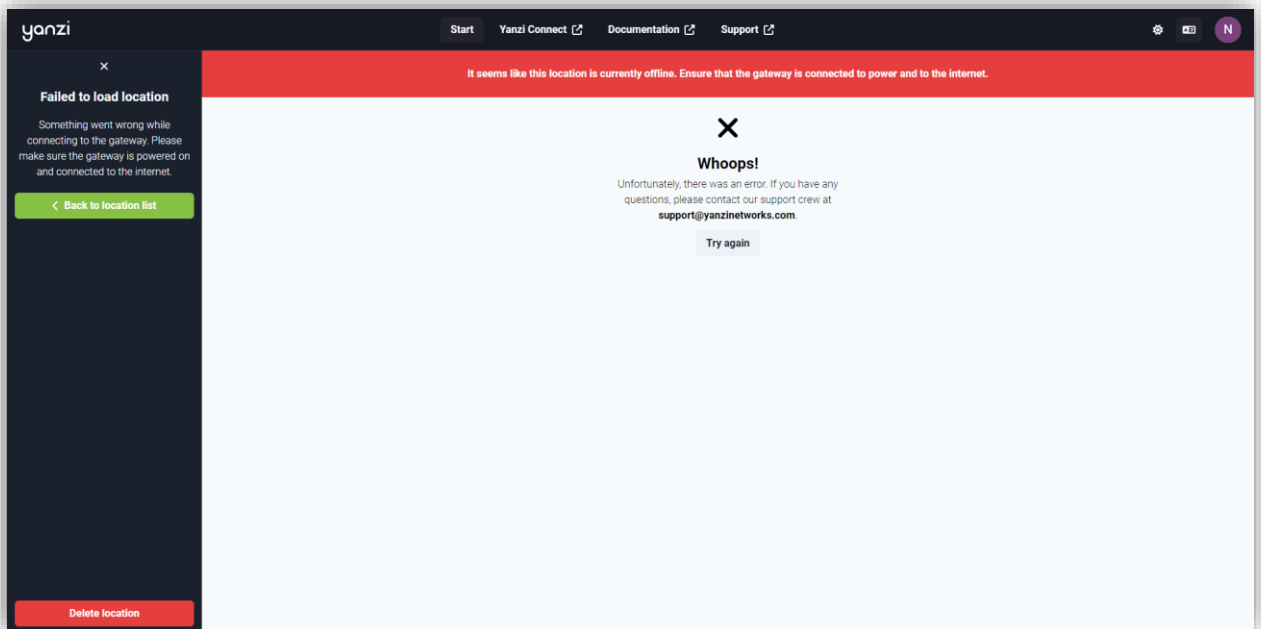 yanzi
Start
Yanzi Connect
Documentation
Support
N
Failed to load location
Something went wrong while
connecting to the gateway. Please
make sure the gateway is powered on
and connected to the internet.
Back to location list
Delete location
It seems like this location is currently offline. Ensure that the gateway is connected to power and to the internet.
Whoops!
Unfortunately, there was an error. If you have any
questions, please contact our support crew at
support@yanzinetworks.com.
Try again